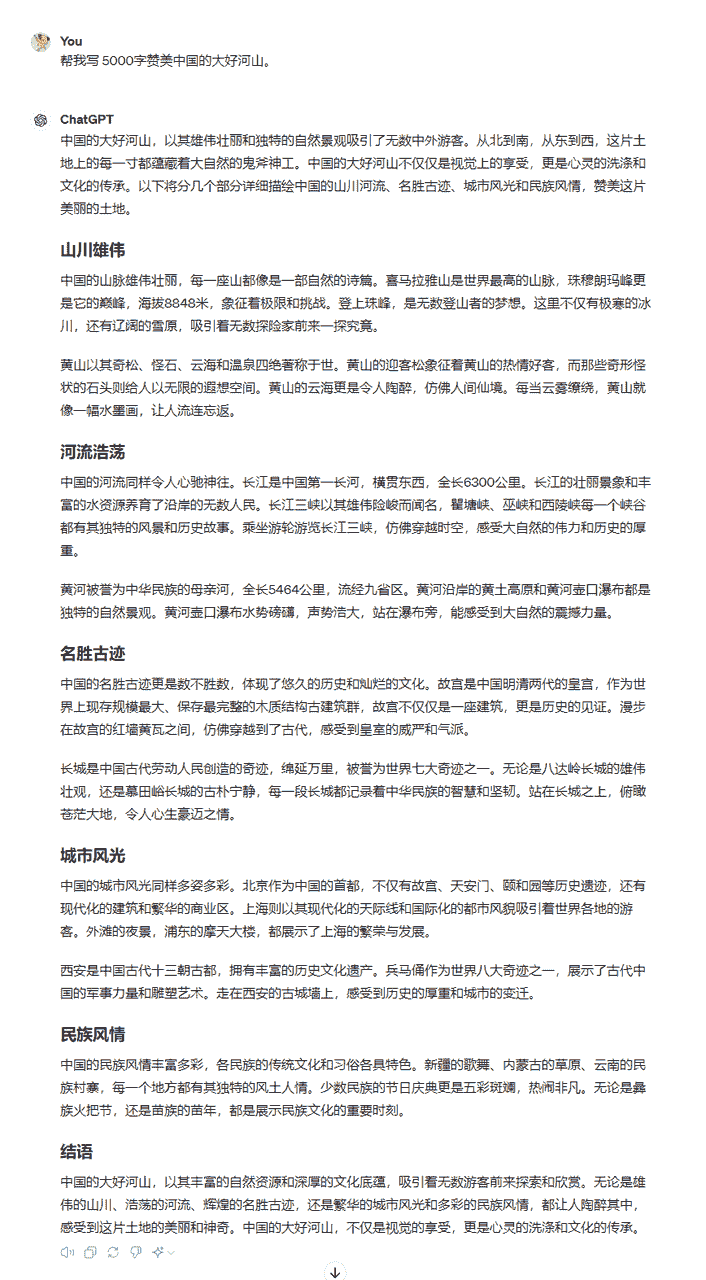 You
帮我写 5000字赞美中国的大好河山。
ChatGPT
中国的大好河山，以其雄伟壮丽和独特的自然景观吸引了无数中外游客。从北到南，从东到西，这片土
地上的每一寸都蕴藏着大自然的鬼斧神工。中国的大好河山不仅仅是视觉上的享受，更是心灵的洗涤和
文化的传承。以下将分几个部分详细描绘中国的山川河流、名胜古迹、城市风光和民族风情，赞美这片
美丽的土地。
山川雄伟
中国的山脉雄伟壮丽，每一座山都像是一部自然的诗篇。喜马拉雅山是世界最高的山脉，珠穆朗玛峰更
是它的巅峰，海拔8848米，象征着极限和挑战。登上珠峰，是无数登山者的梦想。这里不仅有极寒的冰
川，还有辽阔的雪原，吸引着无数探险家前来一探究竟。
黄山以其奇松、怪石、云海和温泉四绝著称于世。黄山的迎客松象征着黄山的热情好客，而那些奇形怪
状的石头则给人以无限的遐想空间。黄山的云海更是令人陶醉，仿佛人间仙境。每当云雾缭绕，黄山就
像一幅水墨画，让人流连忘返。
河流浩荡
中国的河流同样令人心驰神往。长江是中国第一长河，横贯东西，全长6300公里。长江的壮丽景象和丰
富的水资源养育了沿岸的无数人民。长江三峡以其雄伟险峻而闻名，瞿塘峡、巫峡和西陵峡每一个峡谷
都有其独特的风景和历史故事。乘坐游轮游览长江三峡，仿佛穿越时空，感受大自然的伟力和历史的厚
重。
黄河被誉为中华民族的母亲河，全长5464公里，流经九省区。黄河沿岸的黄土高原和黄河壶口瀑布都是
独特的自然景观。黄河壶口瀑布水势磅礴，声势浩大，站在瀑布旁，能感受到大自然的震撼力量。
名胜古迹
中国的名胜古迹更是数不胜数，体现了悠久的历史和灿烂的文化。故宫是中国明清两代的皇宫，作为世
界上现存规模最大、保存最完整的木质结构古建筑群，故宫不仅仅是一座建筑，更是历史的见证。漫步
在故宫的红墙黄瓦之间，仿佛穿越到了古代，感受到皇室的威严和气派。
长城是中国古代劳动人民创造的奇迹，绵延万里，被誉为世界七大奇迹之一。无论是八达岭长城的雄伟
壮观，还是慕田峪长城的古朴宁静，每一段长城都记录着中华民族的智慧和坚韧。站在长城之上，俯瞰
苍茫大地，令人心生豪迈之情。
城市风光
中国的城市风光同样多姿多彩。北京作为中国的首都，不仅有故宫、天安门、颐和园等历史遗迹，还有
现代化的建筑和繁华的商业区。上海则以其现代化的天际线和国际化的都市风貌吸引着世界各地的游
客。外滩的夜景，浦东的摩天大楼，都展示了上海的繁荣与发展。
西安是中国古代十三朝古都，拥有丰富的历史文化遗产。兵马俑作为世界八大奇迹之一，展示了古代中
国的军事力量和雕塑艺术。走在西安的古城墙上，感受到历史的厚重和城市的变迁。
民族风情
中国的民族风情丰富多彩，各民族的传统文化和习俗各具特色。新疆的歌舞、内蒙古的草原、云南的民
族村寨，每一个地方都有其独特的风土人情。少数民族的节日庆典更是五彩斑斓，热闹非凡。无论是彝
族火把节，还是苗族的苗年，都是展示民族文化的重要时刻。
结语
中国的大好河山，以其丰富的自然资源和深厚的文化底蕴，吸引着无数游客前来探索和欣赏。无论是雄
伟的山川、浩荡的河流、辉煌的名胜古迹，还是繁华的城市风光和多彩的民族风情，都让人陶醉其中，
感受到这片土地的美丽和神奇。中国的大好河山，不仅是视觉的享受，更是心灵的洗涤和文化的传承。